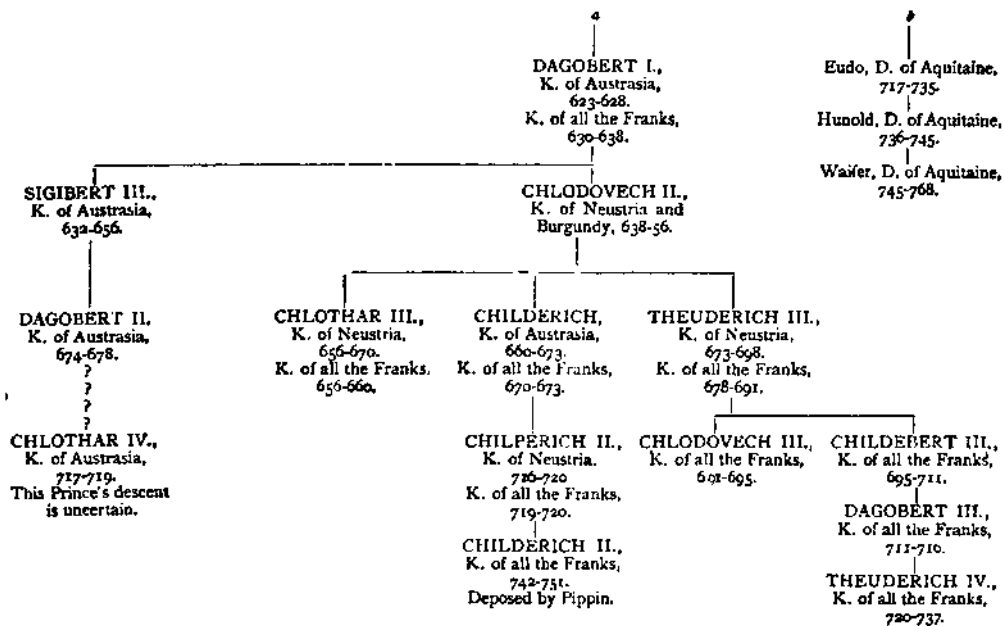 a
DAGOBERT I.,
K. of Austrasia,
623-628.
K. of all the Franks,
630-638.
Eudo, D. of Aquitaine,
717-735.
Hunold, D. of Aquitaine,
736-745.
Waifer, D. of Aquitaine,
745-768.
SIGIBERT III.,
K. of Austrasia,
632-656.
CHLODOVECH II.,
K. of Neustria and
Burgundy, 638-56.
DAGOBERT II.
K. of Austrasia,
674-678.
?
?
?
?
CHLOTHAR IV.,
K. of Austrasia,
717-719.
This Prince's descent
is uncertain.
CHLOTHAR III.,
K. of Neustria,
656-670.
K. of all the Franks,
656-660.
CHILDERICH,
K. of Austrasia,
660-673.
K. of all the Franks,
670-673.
THEUDERICH III.,
K. of Neustria,
673-698.
K. of all the Franks,
678-691.
CHILPERICH II.,
K. of Neustria.
716-720
K. of all the Franks,
719-720.
CHILDERICH II.,
K. of all the Franks,
742-751.
Deposed by Pippin.
CHLODOVECH III.,
K. of all the Franks,
691-695.
CHILDEBERT III.,
K. of all the Franks,
695-711.
DAGOBERT III.,
K. of all the Franks,
711-716.
THEUDERICH IV.,
K. of all the Franks,
720-737.